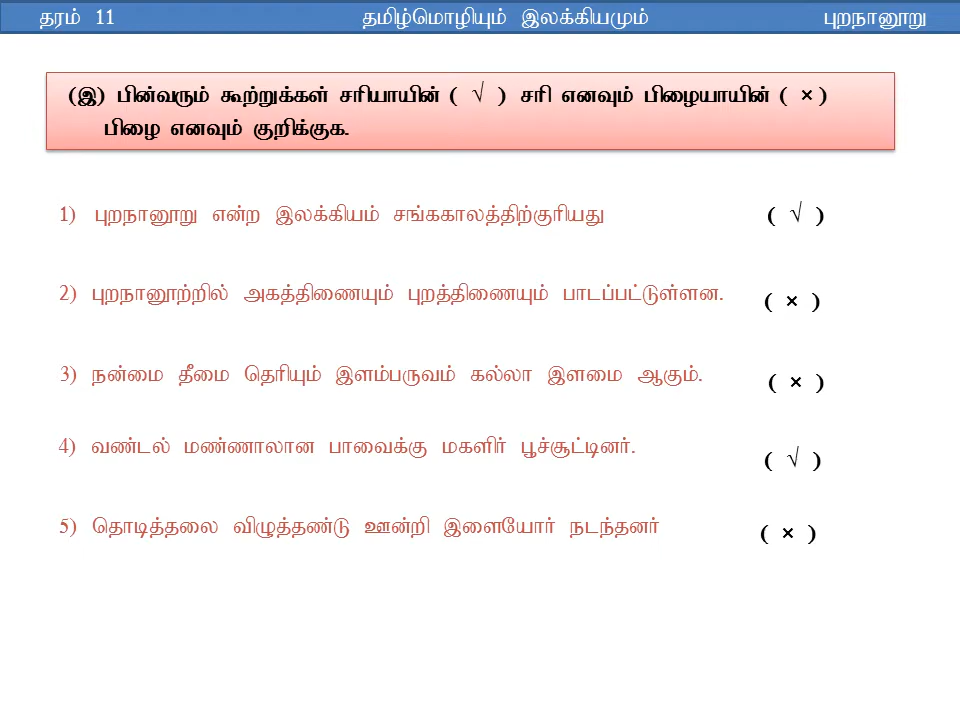 தரம் 11 தமிழ்மொழியும் இலக்கியமும் புறநானூறு
(இ) பின்வரும் கூற்றுக்கள் சரியாயின் ( √ ) சரி எனவும் பிழையாயின் ( × )
பிழை எனவும் குறிக்குக.
1) புறநானூறு என்ற இலக்கியம் சங்ககாலத்திற்குரியது ( √ )
2) புறநானூற்றில் அகத்திணையும் புறத்திணையும் பாடப்பட்டுள்ளன. ( × )
3) நன்மை தீமை தெரியும் இளம்பருவம் கல்லா இளமை ஆகும். ( × )
4) வண்டல் மண்ணாலான பாவைக்கு மகளிர் பூச்சூட்டினர். ( √ )
5) தொடித்தலை விழுத்தண்டு ஊன்றி இளையோர் நடந்தனர் ( × )